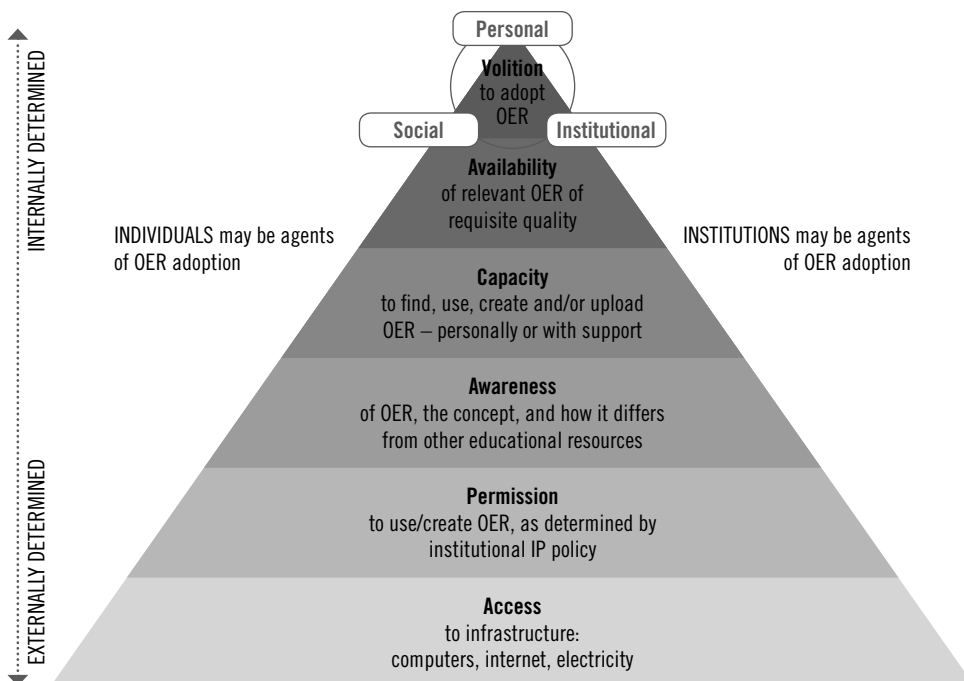 Personal
Volition
to adopt
OER
Social
Institutional
Availability
of relevant OER of
requisite quality
INTERNALLY DETERMINED
INDIVIDUALS may be agents
of OER adoption
INSTITUTIONS may be agents
of OER adoption
Capacity
to find, use, create and/or upload
OER – personally or with support
Awareness
of OER, the concept, and how it differs
from other educational resources
EXTERNALLY DETERMINED
Permission
to use/create OER, as determined by
institutional IP policy
Access
to infrastructure:
computers, internet, electricity